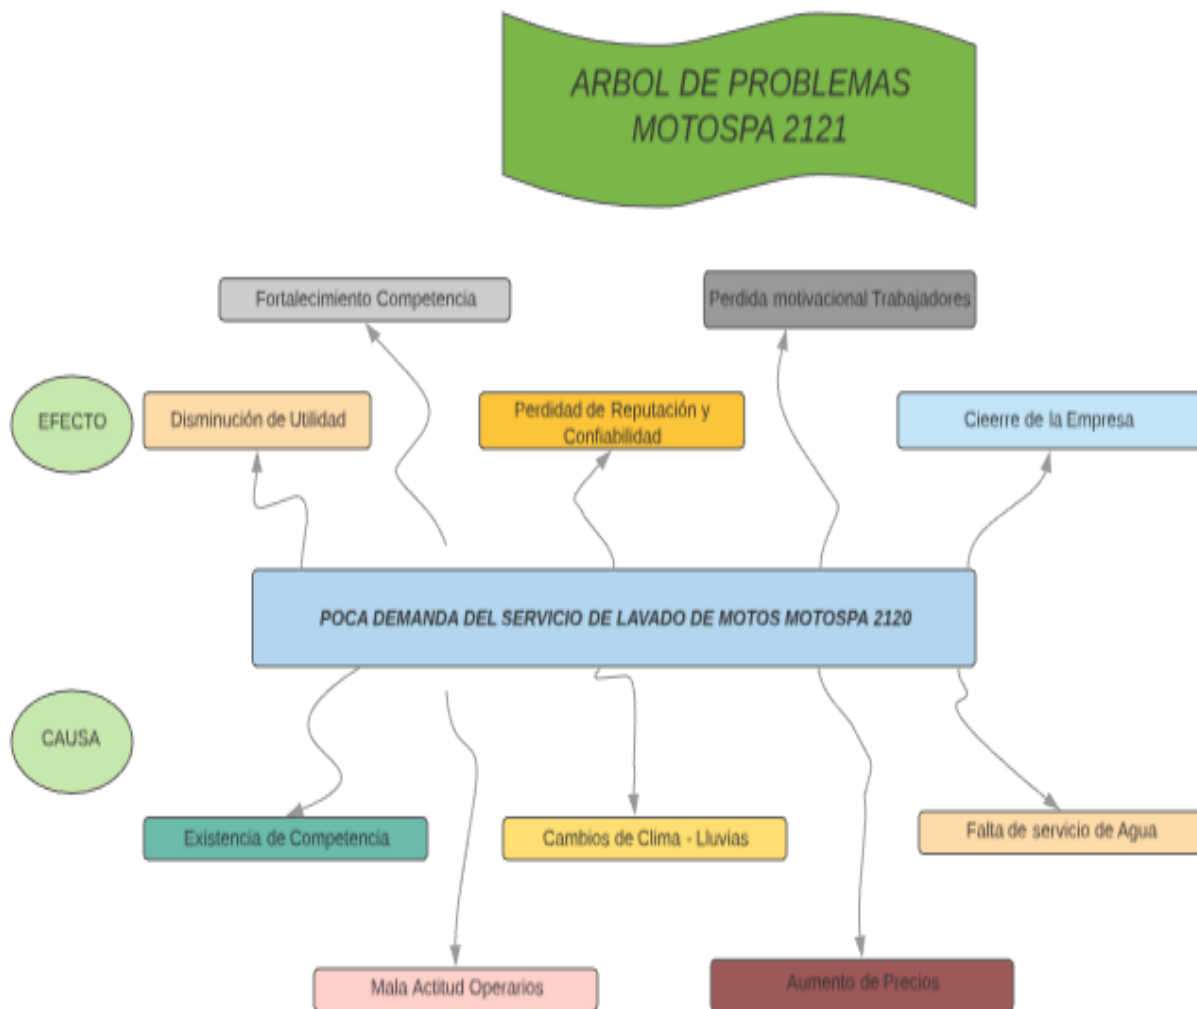 ARBOL DE PROBLEMAS
MOTOSPA 2121
Fortalecimiento Competencia
Perdida motivacional Trabajadores
EFECTO
Disminución de Utilidad
Perdidad de Reputación y
Confiabilidad
Cieerre de la Empresa
POCA DEMANDA DEL SERVICIO DE LAVADO DE MOTOS MOTOSPA 2120
CAUSA
Existencia de Competencia
Cambios de Clima - Lluvias
Falta de servicio de Agua
Mala Actitud Operarios
Aumento de Precios